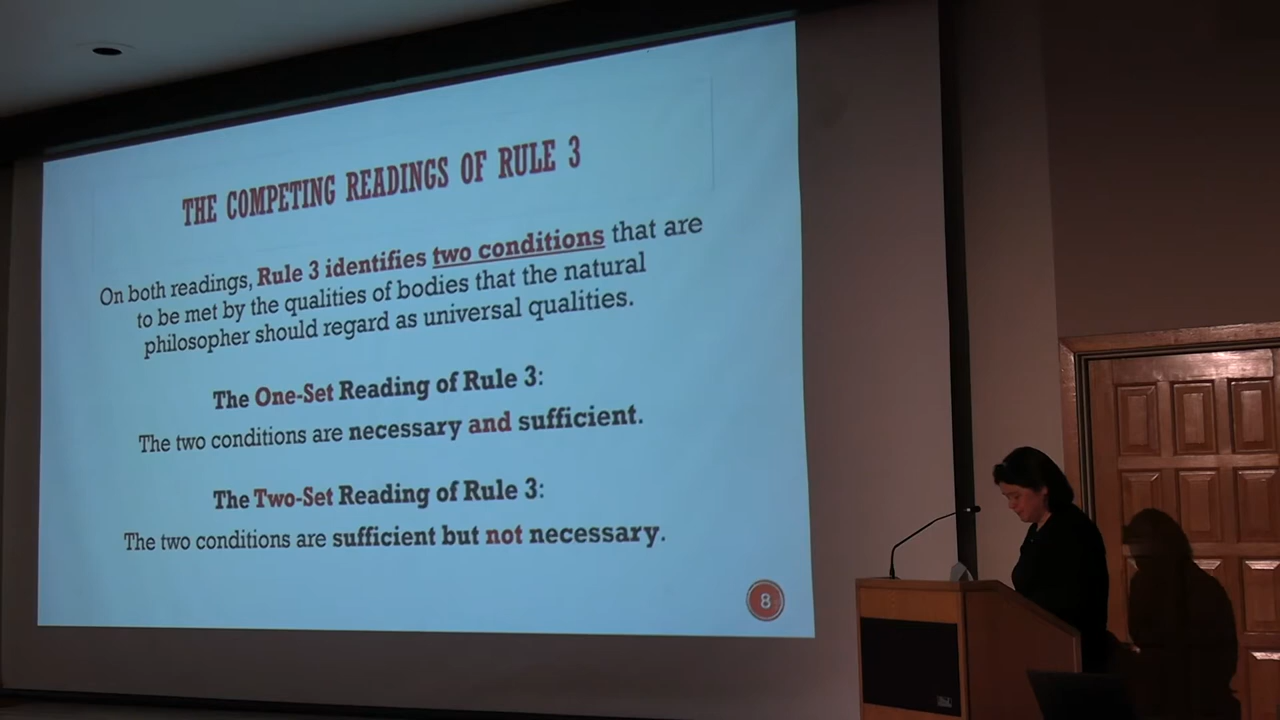 THE COMPETING READINGS OF RULE 3
On both readings, Rule 3 identifies two conditions that are
to be met by the qualities of bodies that the natural
philosopher should regard as universal qualities.
The One-Set Reading of Rule 3:
The two conditions are necessary and sufficient.
The Two-Set Reading of Rule 3:
The two conditions are sufficient but not necessary.
8